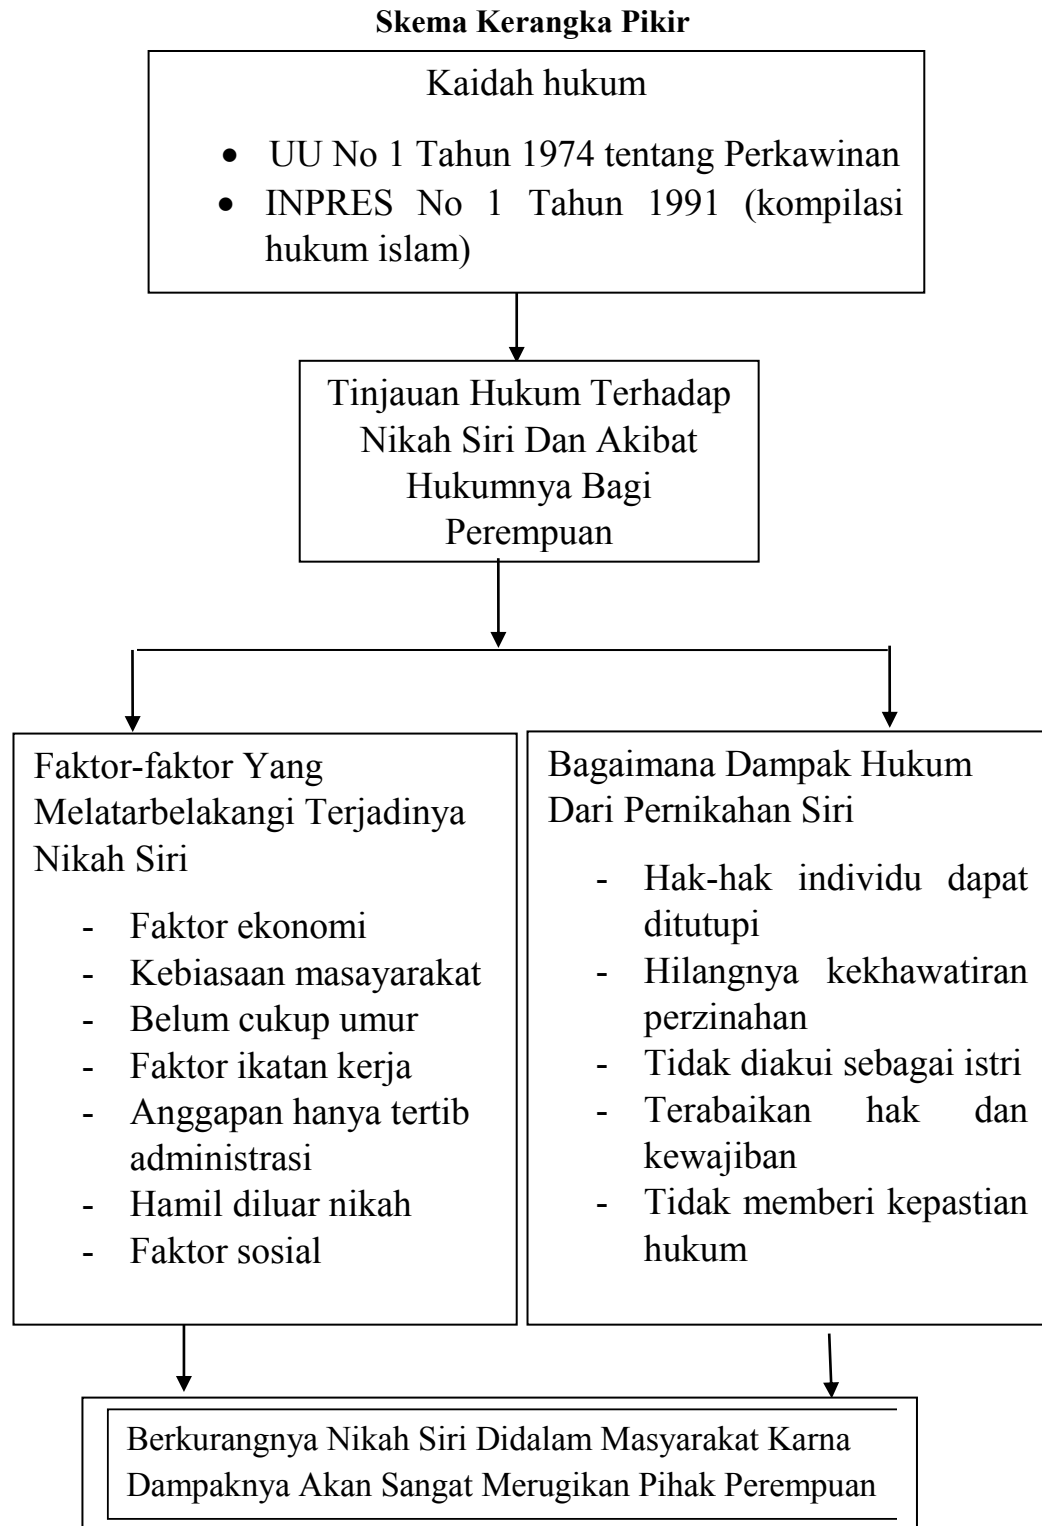 Skema Kerangka Pikir
Kaidah hukum
• UU No 1 Tahun 1974 tentang Perkawinan
• INPRES No 1 Tahun 1991 (kompilasi
hukum islam)
Tinjauan Hukum Terhadap
Nikah Siri Dan Akibat
Hukumnya Bagi
Perempuan
Faktor-faktor Yang
Melatarbelakangi Terjadinya
Nikah Siri
- Faktor ekonomi
- Kebiasaan masayarakat
- Belum cukup umur
- Faktor ikatan kerja
- Anggapan hanya tertib
administrasi
- Hamil diluar nikah
- Faktor sosial
Bagaimana Dampak Hukum
Dari Pernikahan Siri
- Hak-hak individu dapat
ditutupi
- Hilangnya kekhawatiran
perzinahan
- Tidak diakui sebagai istri
- Terabaikan hak dan
kewajiban
- Tidak memberi kepastian
hukum
Berkurangnya Nikah Siri Didalam Masyarakat Karna
Dampaknya Akan Sangat Merugikan Pihak Perempuan